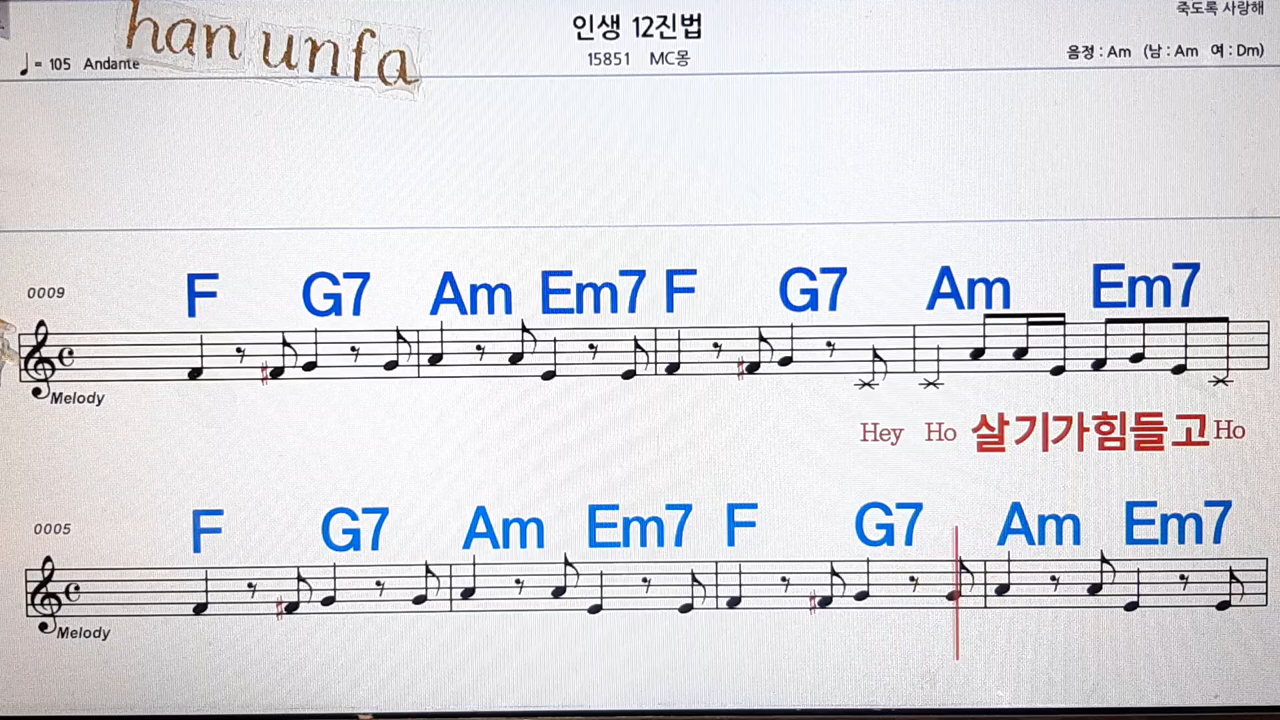 han unfa
인생 12진법
죽도록 사랑해
♩= 105 Andante
15851 MC몽
음정 : Am (남 : Am 여 : Dm)
F G7 Am Em7 F G7 Am Em7
0009
Melody
Hey Ho 살기가힘들고Ho
F G7 Am Em7 F G7 Am Em7
0005
Melody